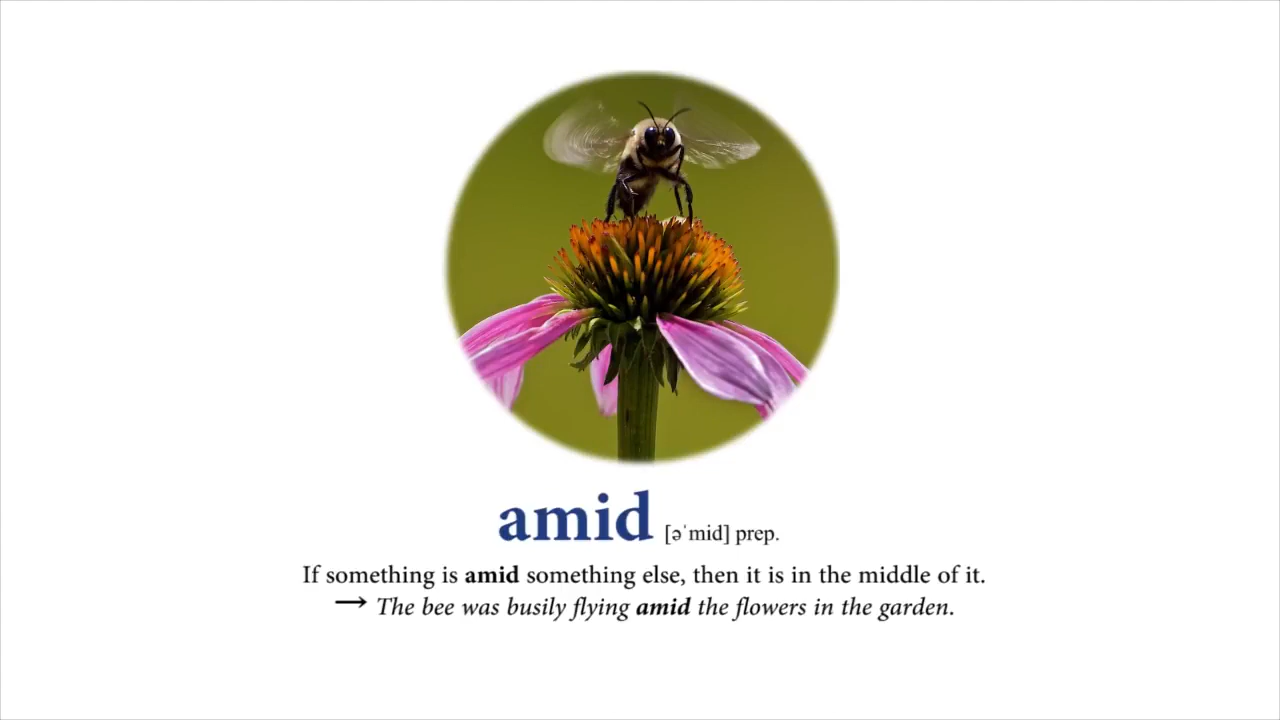 amid [əˈmid] prep.
If something is amid something else, then it is in the middle of it.
→ The bee was busily flying amid the flowers in the garden.